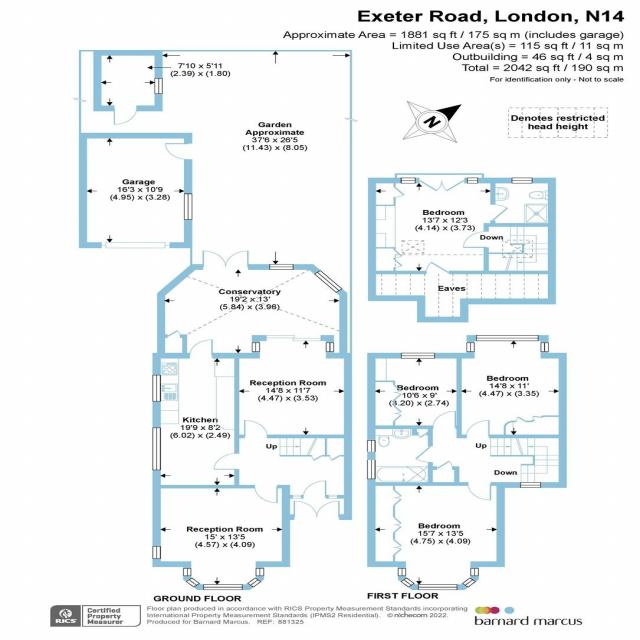 Exeter Road, London, N14
Approximate Area = 1881 sq ft / 175 sq m (includes garage)
Limited Use Area(s) = 115 sq ft / 11 sq m
Outbuilding = 46 sq ft / 4 sq m
Total = 2042 sq ft / 190 sq m
For identification only - Not to scale
7'10 x 5'11
(2.39) x (1.80)
Garden
Approximate
37'6 x 26'5
(11.43) x (8.05)
N
Denotes restricted
head height
Garage
16'3 x 10'9
(4.95) x (3.28)
Bedroom
13'7 x 12'3
(4.14) x (3.73)
Down
Eaves
Conservatory
19'2 x 13'
(5.84) x (3.96)
Reception Room
14'8 x 11'7
(4.47) x (3.53)
Kitchen
19'9 x 8'2
(6.02) x (2.49)
Up
Reception Room
15' x 13'5
(4.57) x (4.09)
GROUND FLOOR
Bedroom
10'6 x 9'
(3.20) x (2.74)
Bedroom
14'8 x 11'
(4.47) x (3.35)
Up
Down
Bedroom
15'7 x 13'5
(4.75) x (4.09)
FIRST FLOOR
RICS
Certified
Property
Measurer
Floor plan produced in accordance with RICS Property Measurement Standards incorporating
International Property Measurement Standards (IPMS2 Residential). © nichecom 2022.
Produced for Barnard Marcus. REF: 881325
barnard marcus